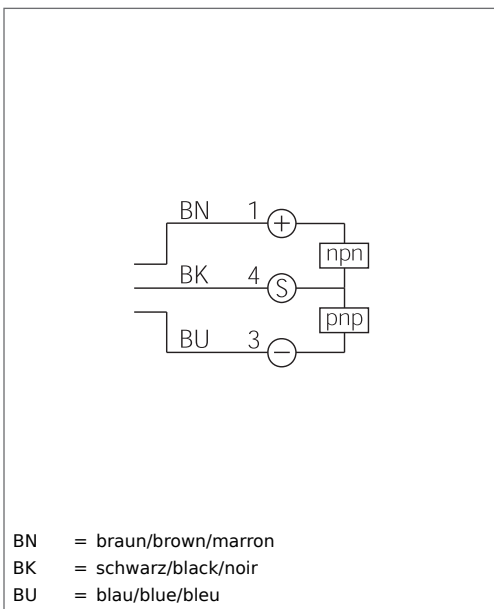 BN 1 +
npn
BK 4 S
pnp
BU 3 −
BN = braun/brown/marron
BK = schwarz/black/noir
BU = blau/blue/bleu